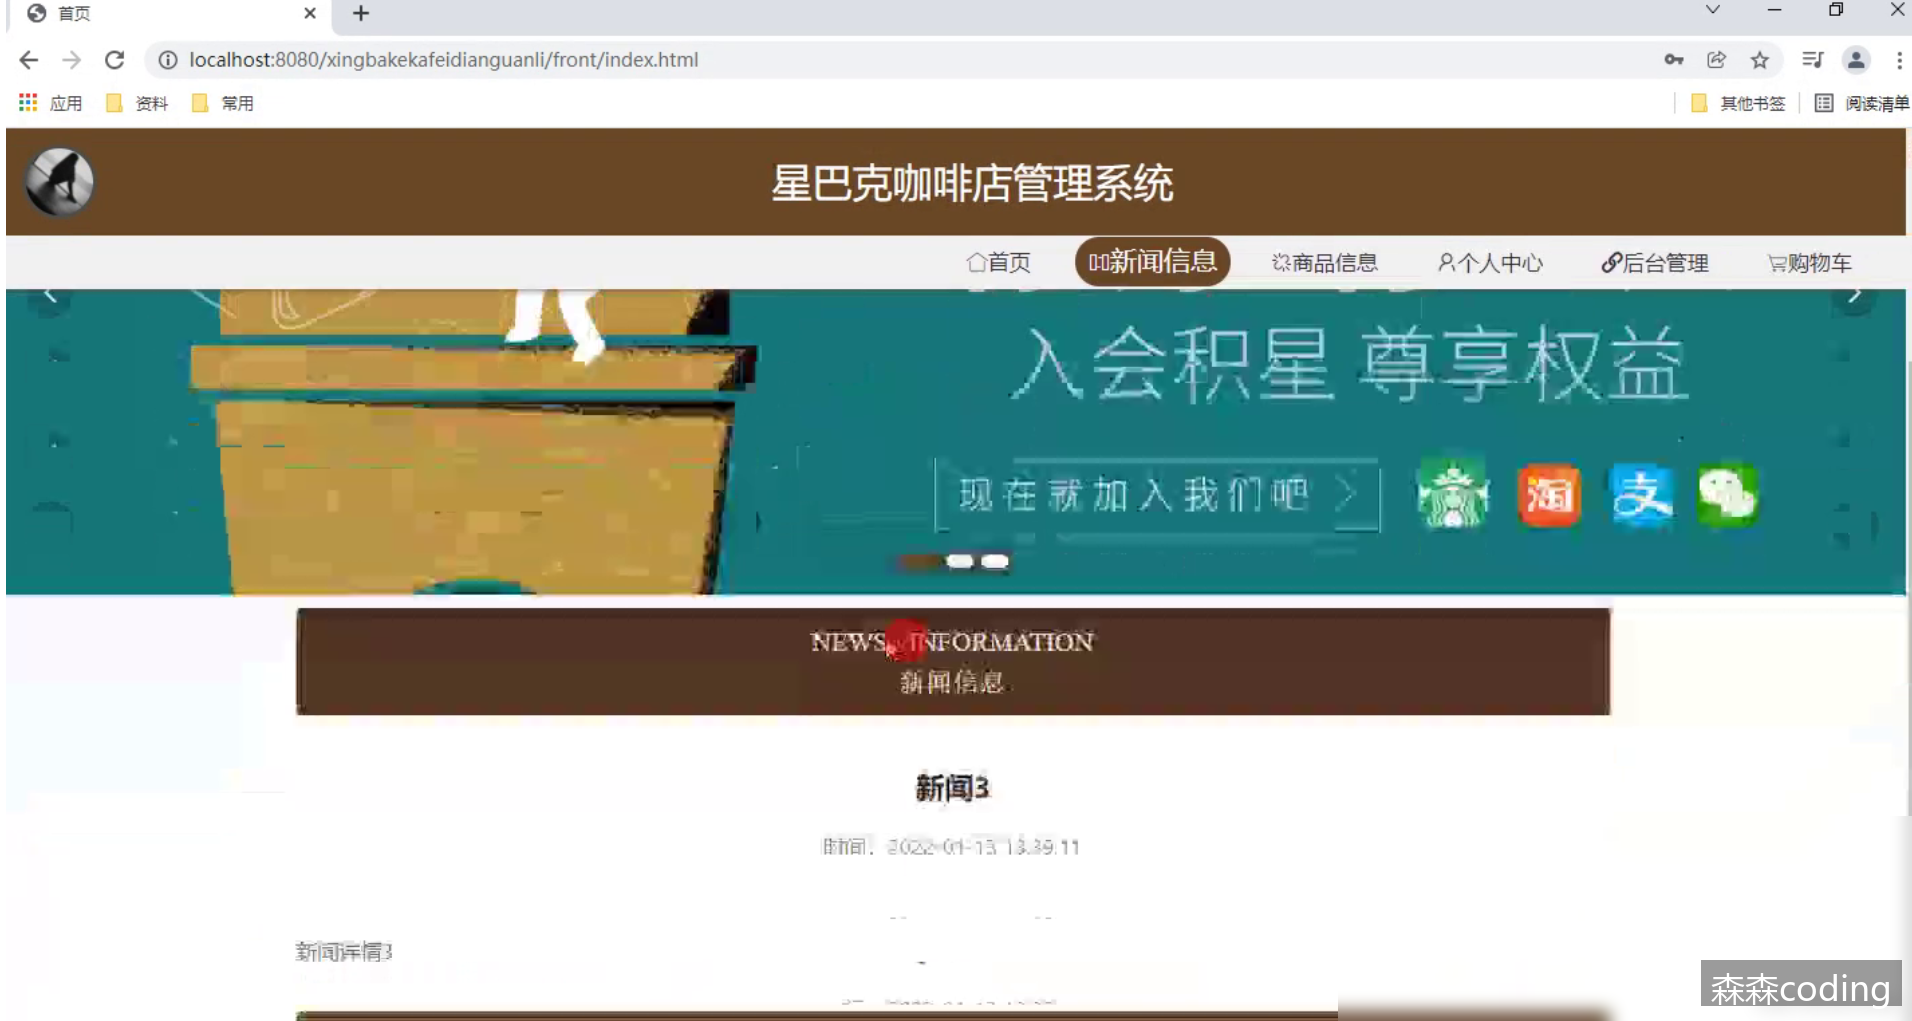 首页
localhost:8080/xingbakekafeidianguanli/front/index.html
应用 资料 常用 其他书签 阅读清单
星巴克咖啡店管理系统
首页 新闻信息 商品信息 个人中心 后台管理 购物车
入会积星 尊享权益
现在就加入我们吧 >
淘 支
NEWS INFORMATION
新闻信息
新闻3
时间：2022-01-13 13:39:11
新闻详情3
森森coding